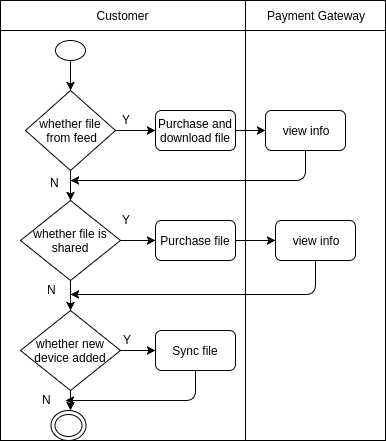 Customer
Payment Gateway
whether file
from feed
Y
Purchase and
download file
view info
N
whether file is
shared
Y
Purchase file
view info
N
whether new
device added
Y
Sync file
N